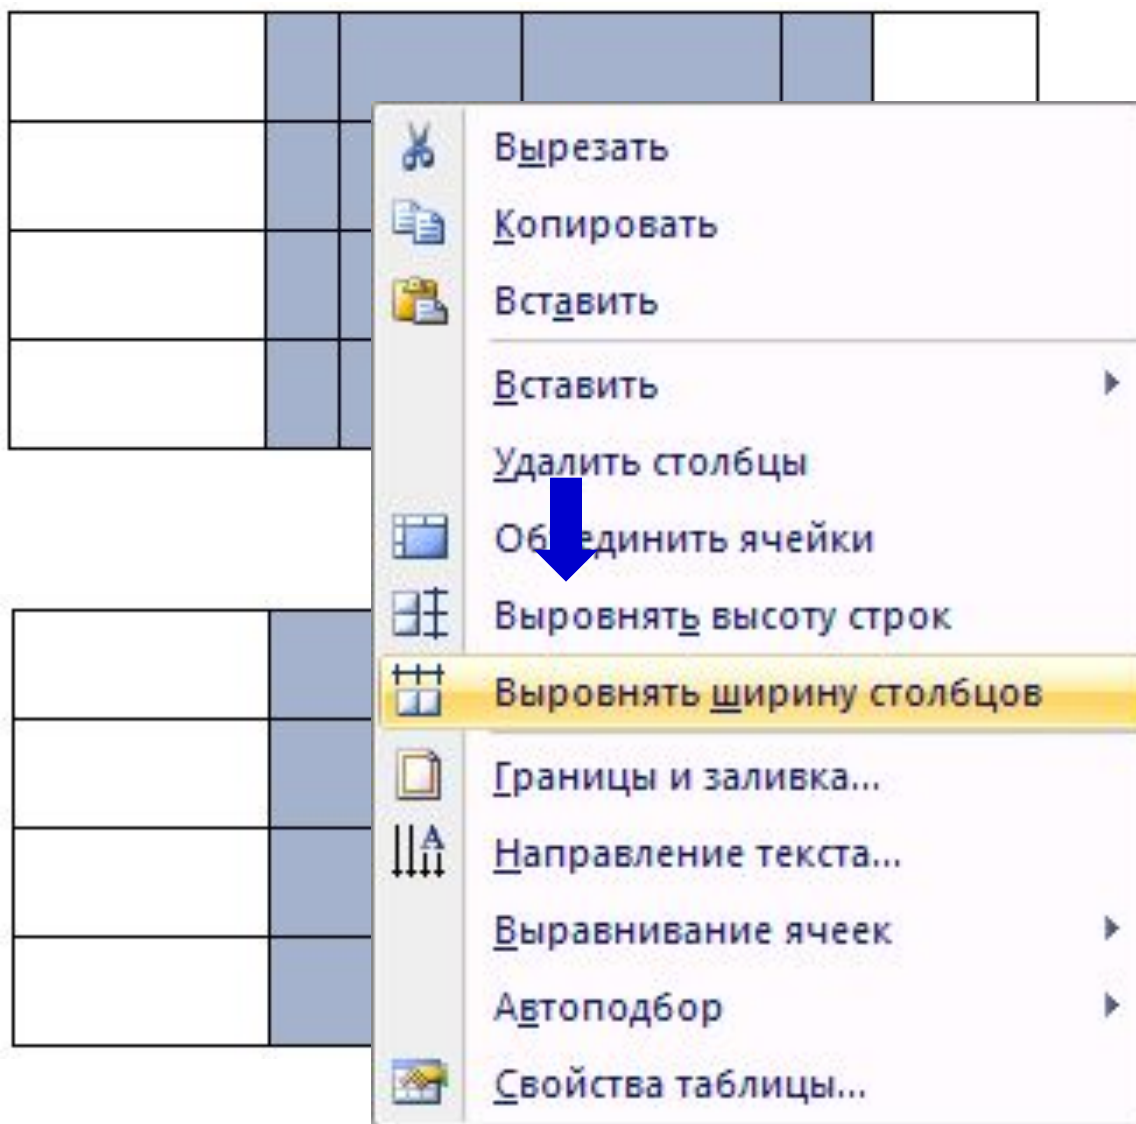 Вырезать
Копировать
Вставить
Вставить
Удалить столбцы
Объединить ячейки
Выровнять высоту строк
Выровнять ширину столбцов
Границы и заливка...
Направление текста...
Выравнивание ячеек
Автоподбор
Свойства таблицы...